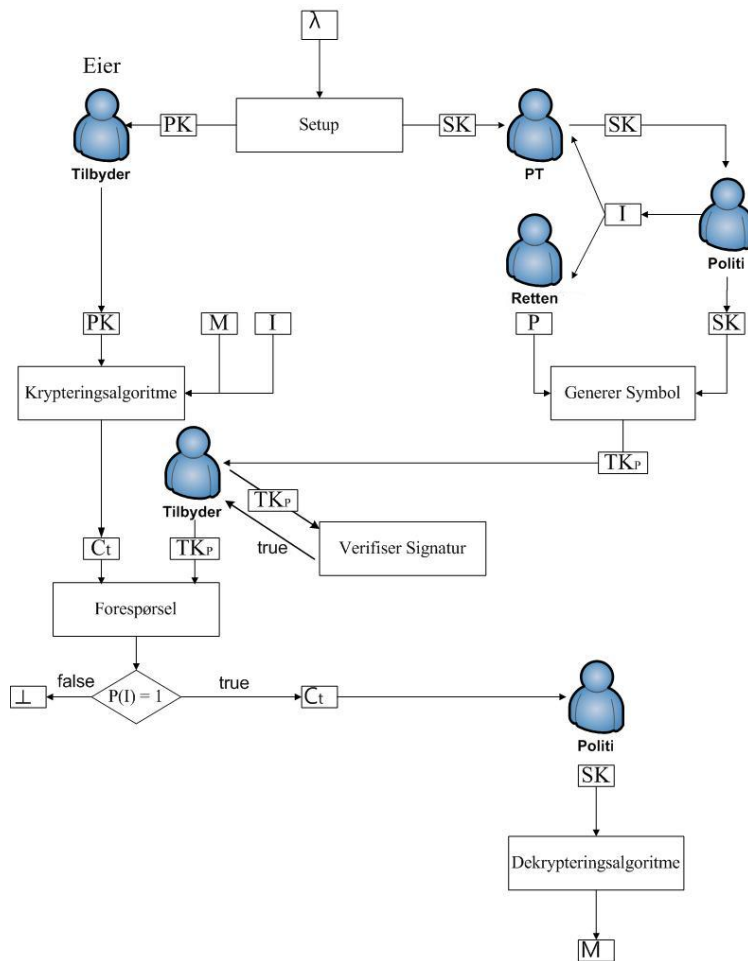 λ
Eier
PK
Setup
SK
SK
Tilbyder
PT
I
Politi
Retten
PK
M
I
P
SK
Krypteringsalgoritme
Generer Symbol
TKP
Tilbyder
TKP
true
Verifiser Signatur
Ct
TKP
Forespørsel
false
P(I) = 1
true
⊥
Ct
Politi
SK
Dekrypteringsalgoritme
M